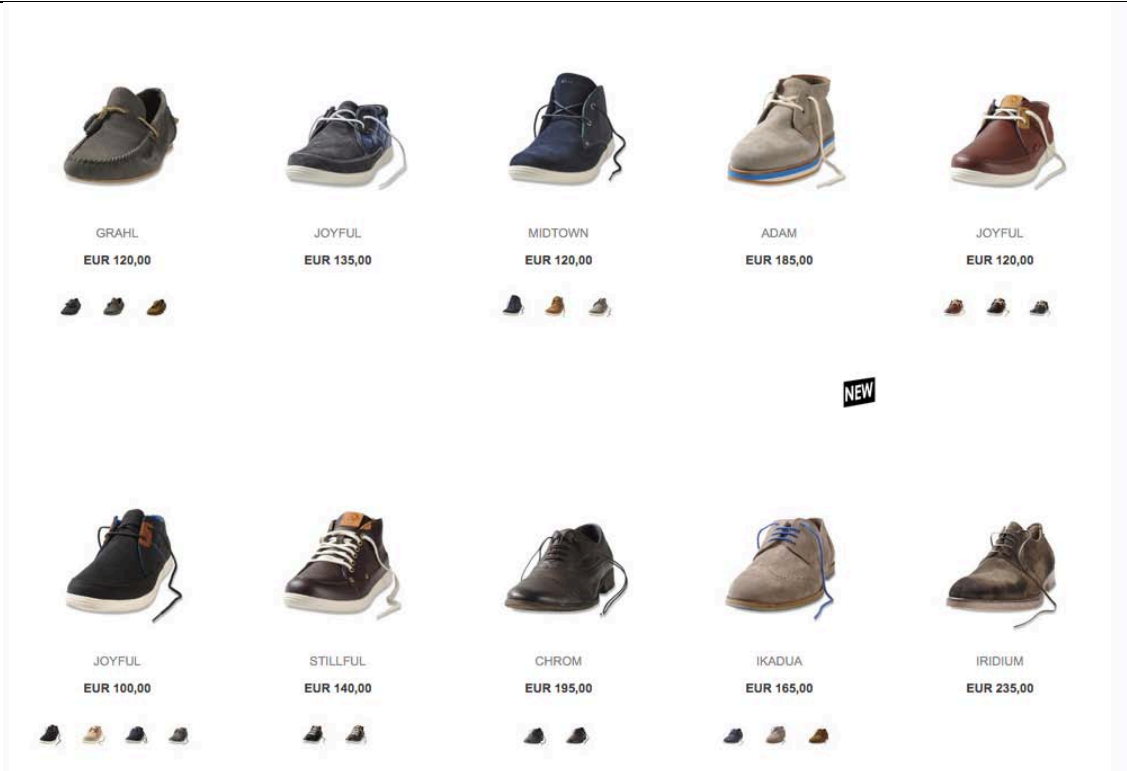 GRAHL
EUR 120,00
JOYFUL
EUR 135,00
MIDTOWN
EUR 120,00
ADAM
EUR 185,00
JOYFUL
EUR 120,00
NEW
JOYFUL
EUR 100,00
STILLFUL
EUR 140,00
CHROM
EUR 195,00
IKADUA
EUR 165,00
IRIDIUM
EUR 235,00